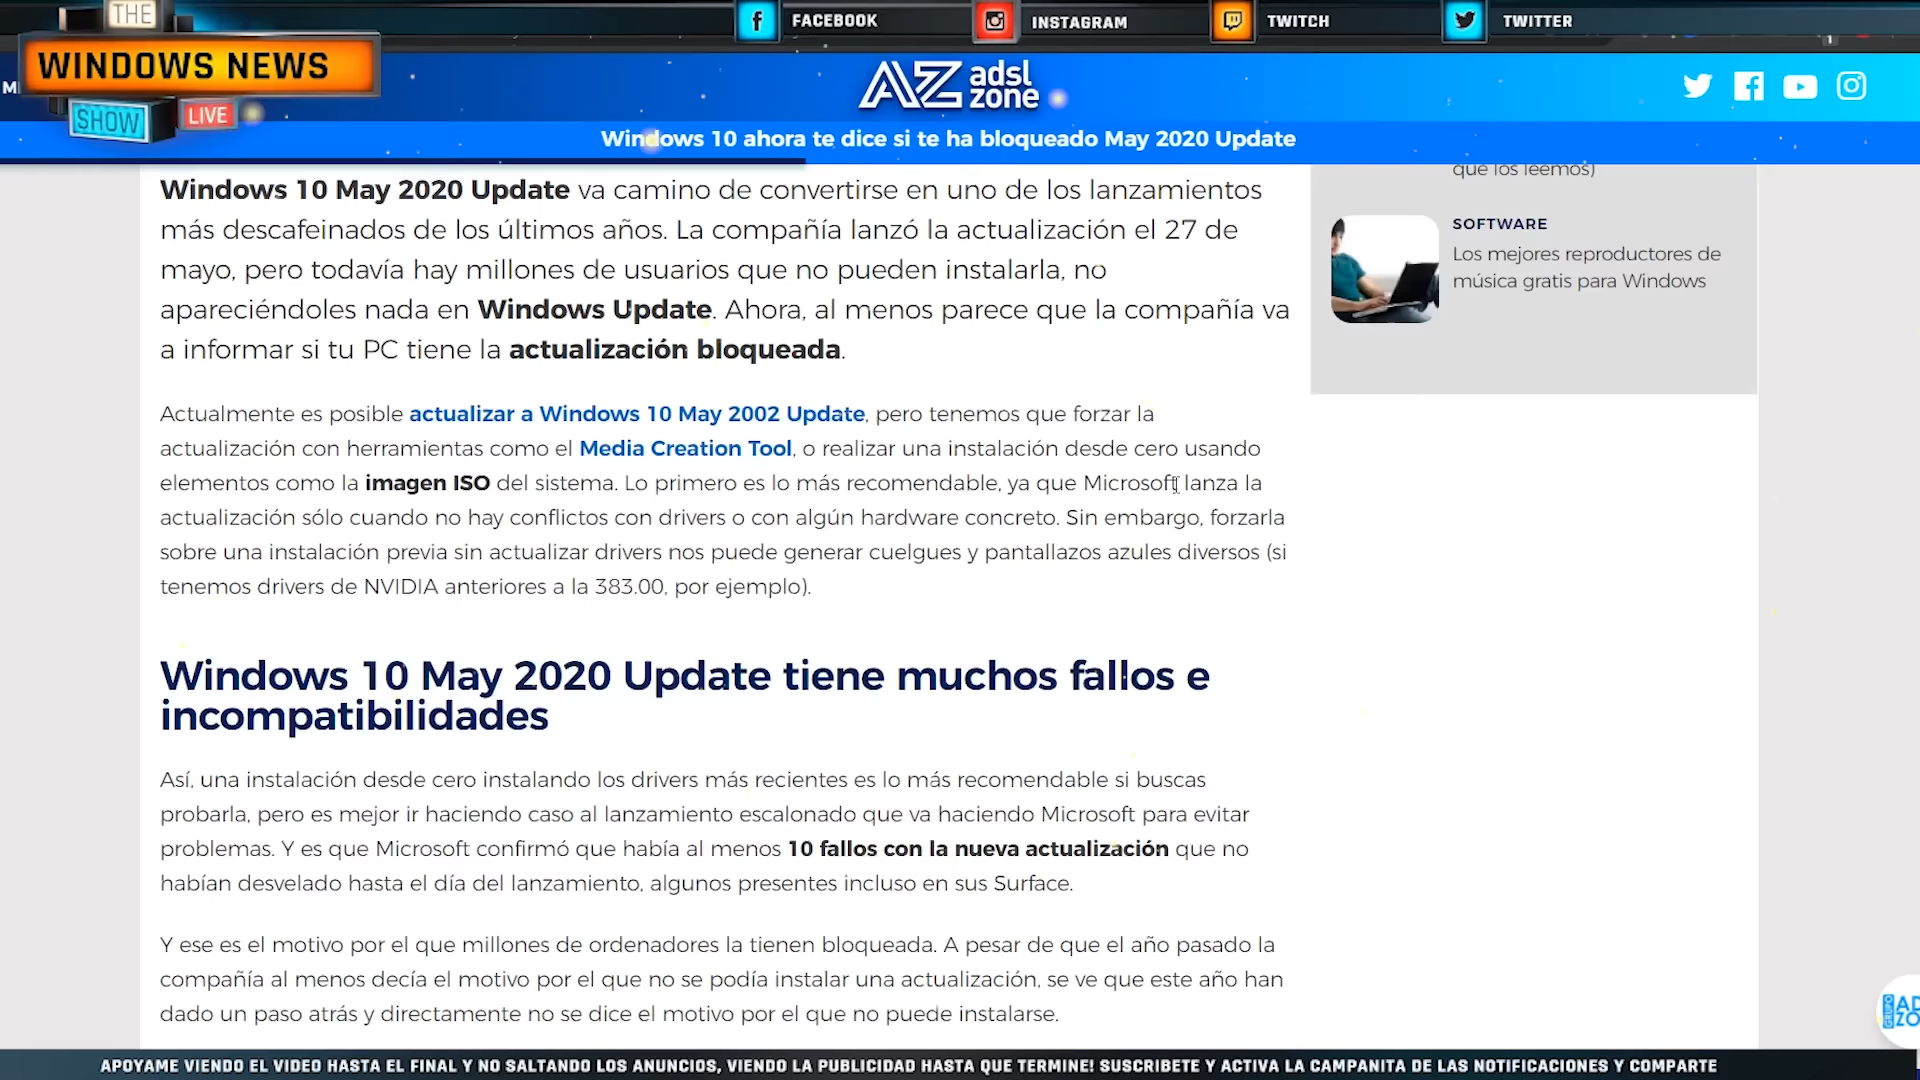 THE
WINDOWS NEWS
SHOW
LIVE
FACEBOOK
INSTAGRAM
TWITCH
TWITTER
1
AZ adsl zone
Windows 10 ahora te dice si te ha bloqueado May 2020 Update
Windows 10 May 2020 Update va camino de convertirse en uno de los lanzamientos
más descafeinados de los últimos años. La compañía lanzó la actualización el 27 de
mayo, pero todavía hay millones de usuarios que no pueden instalarla, no
apareciéndoles nada en Windows Update. Ahora, al menos parece que la compañía va
a informar si tu PC tiene la actualización bloqueada.
Actualmente es posible actualizar a Windows 10 May 2002 Update, pero tenemos que forzar la
actualización con herramientas como el Media Creation Tool, o realizar una instalación desde cero usando
elementos como la imagen ISO del sistema. Lo primero es lo más recomendable, ya que Microsoft lanza la
actualización sólo cuando no hay conflictos con drivers o con algún hardware concreto. Sin embargo, forzarla
sobre una instalación previa sin actualizar drivers nos puede generar cuelgues y pantallazos azules diversos (si
tenemos drivers de NVIDIA anteriores a la 383.00, por ejemplo).
Windows 10 May 2020 Update tiene muchos fallos e
incompatibilidades
Así, una instalación desde cero instalando los drivers más recientes es lo más recomendable si buscas
probarla, pero es mejor ir haciendo caso al lanzamiento escalonado que va haciendo Microsoft para evitar
problemas. Y es que Microsoft confirmó que había al menos 10 fallos con la nueva actualización que no
habían desvelado hasta el día del lanzamiento, algunos presentes incluso en sus Surface.
Y ese es el motivo por el que millones de ordenadores la tienen bloqueada. A pesar de que el año pasado la
compañía al menos decía el motivo por el que no se podía instalar una actualización, se ve que este año han
dado un paso atrás y directamente no se dice el motivo por el que no puede instalarse.
que los leemos)
SOFTWARE
Los mejores reproductores de
música gratis para Windows
GRUPO
APOYAME VIENDO EL VIDEO HASTA EL FINAL Y NO SALTANDO LOS ANUNCIOS, VIENDO LA PUBLICIDAD HASTA QUE TERMINE! SUSCRIBETE Y ACTIVA LA CAMPANITA DE LAS NOTIFICACIONES Y COMPARTE